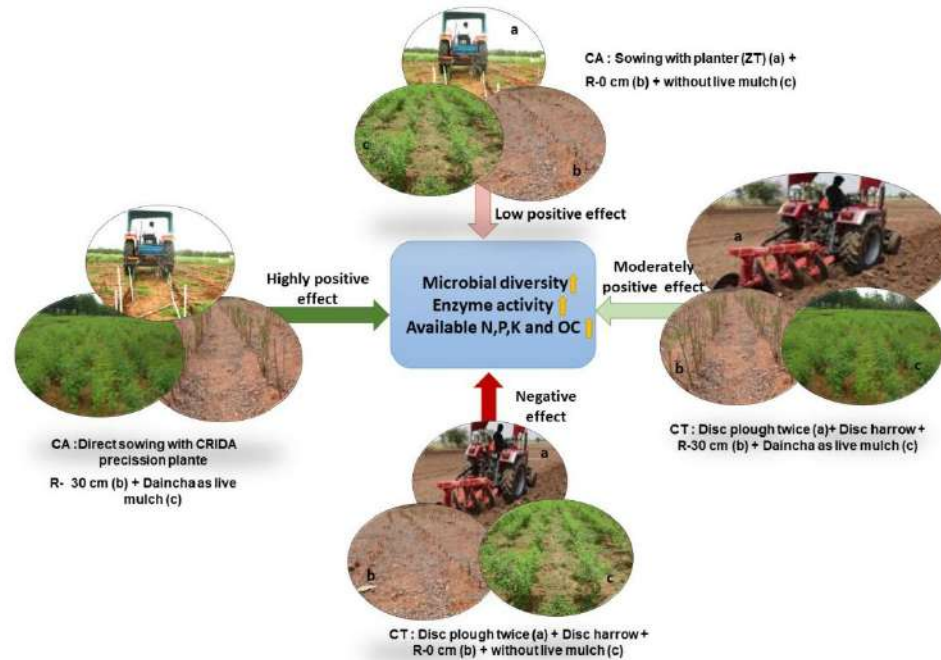 a
CA : Sowing with planter (ZT) (a) +
R-0 cm (b) + without live mulch (c)
c
b
Low positive effect
Highly positive
effect
Microbial diversity
Enzyme activity
Available N,P,K and OC
Moderately
positive effect
a
b
c
CA :Direct sowing with CRIDA
precission plante
R- 30 cm (b) + Daincha as live
mulch (c)
Negative
effect
CT : Disc plough twice (a)+ Disc harrow +
R-30 cm (b) + Daincha as live mulch (c)
a
b
c
CT : Disc plough twice (a) + Disc harrow +
R-0 cm (b) + without live mulch (c)